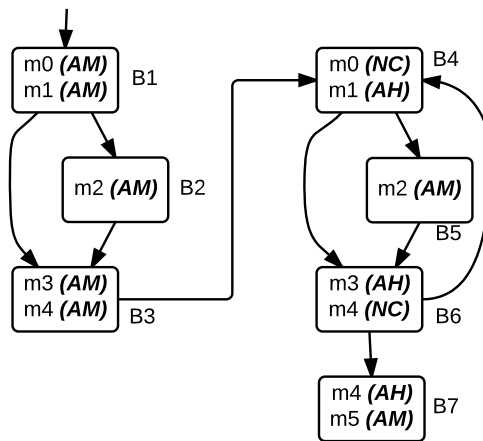 m0 (AM)
m1 (AM)
B1
m2 (AM)
B2
m3 (AM)
m4 (AM)
B3
m0 (NC)
m1 (AH)
B4
m2 (AM)
B5
m3 (AH)
m4 (NC)
B6
m4 (AH)
m5 (AM)
B7